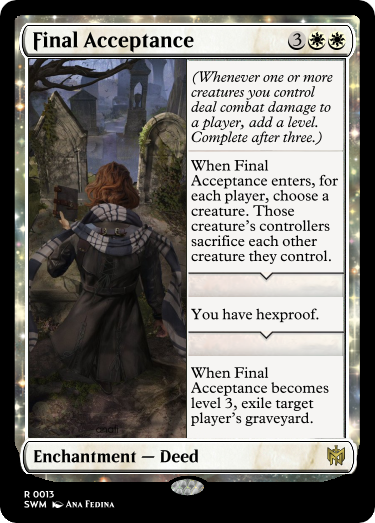 Final Acceptance 3
(Whenever one or more
creatures you control
deal combat damage to
a player, add a level.
Complete after three.)
When Final
Acceptance enters, for
each player, choose a
creature. Those
creature's controllers
sacrifice each other
creature they control.
You have hexproof.
When Final
Acceptance becomes
level 3, exile target
player's graveyard.
Enchantment — Deed
R 0013
SWM Ana Fedina